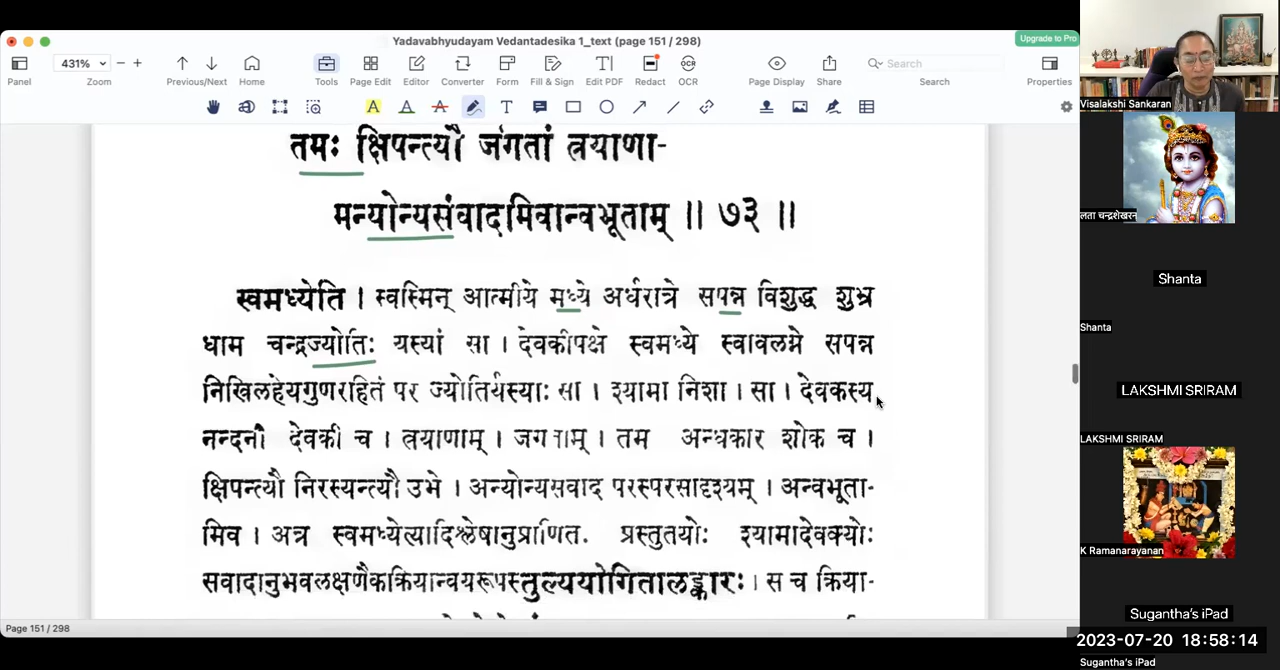 Yadavabhyudayam Vedantadesika 1_text (page 151 / 298)
Upgrade to Pro
431%
Search
Panel
Zoom
Previous/Next
Home
Tools
Page Edit
Editor
Converter
Form
Fill & Sign
Edit PDF
Redact
OCR
Page Display
Share
Search
Properties
तमः क्षिपन्त्यौ जगतां त्रयाणा-
मन्योन्यसंवादमिवान्वभूताम् ॥ ७३ ॥
स्वमध्येति । स्वस्मिन् आत्मीये मध्ये अर्धरात्रे सपन्न विशुद्ध शुभ्र
धाम चन्द्रज्योतिः यस्यां सा । देवकीपक्षे स्वमध्ये स्वावलग्ने सपन्न
निखिलहेयगुणरहितं पर ज्योतिर्यस्याः सा । श्यामा निशा । सा । देवकस्य
नन्दनी देवकी च । त्रयाणाम् । जगताम् । तम अन्धकार शोक च ।
क्षिपन्त्यौ निरस्यन्त्यौ उभे । अन्योन्यसवाद परस्परसादृश्यम् । अन्वभूता-
मिव । अत्र स्वमध्येत्यादिश्लेषानुप्राणित. प्रस्तुतयोः श्यामादेवक्योः
सवादानुभवलक्षणैकक्रियान्वयरूपस्तुल्ययोगितालङ्कारः । स च क्रिया-
Page 151 / 298
Visalakshi Sankaran
लता चन्द्रशेखरन
Shanta
Shanta
LAKSHMI SRIRAM
LAKSHMI SRIRAM
K Ramanarayanan
Sugantha's iPad
2023-07-20 18:58:14
Sugantha's iPad